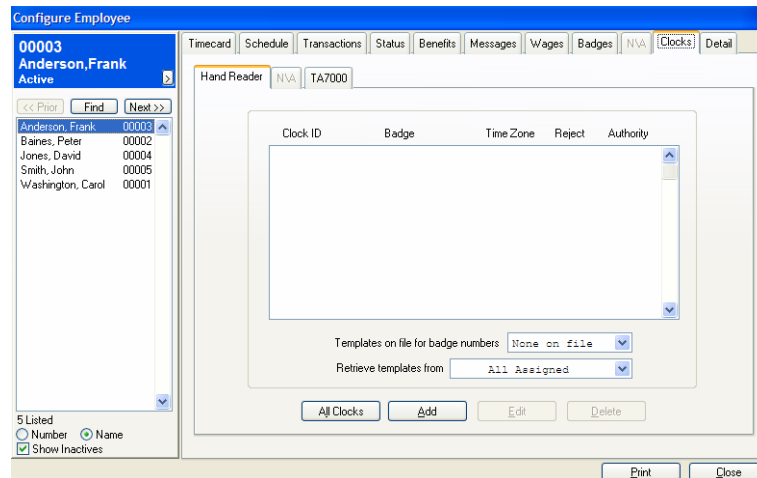 Configure Employee
00003
Anderson,Frank
Active
>
<< Prior Find Next >>
Anderson, Frank 00003
Baines, Peter 00002
Jones, David 00004
Smith, John 00005
Washington, Carol 00001
5 Listed
Number Name
Show Inactives
Timecard Schedule Transactions Status Benefits Messages Wages Badges N\A Clocks Detail
Hand Reader N\A TA7000
Clock ID Badge Time Zone Reject Authority
Templates on file for badge numbers None on file
Retrieve templates from All Assigned
All Clocks Add Edit Delete
Print Close